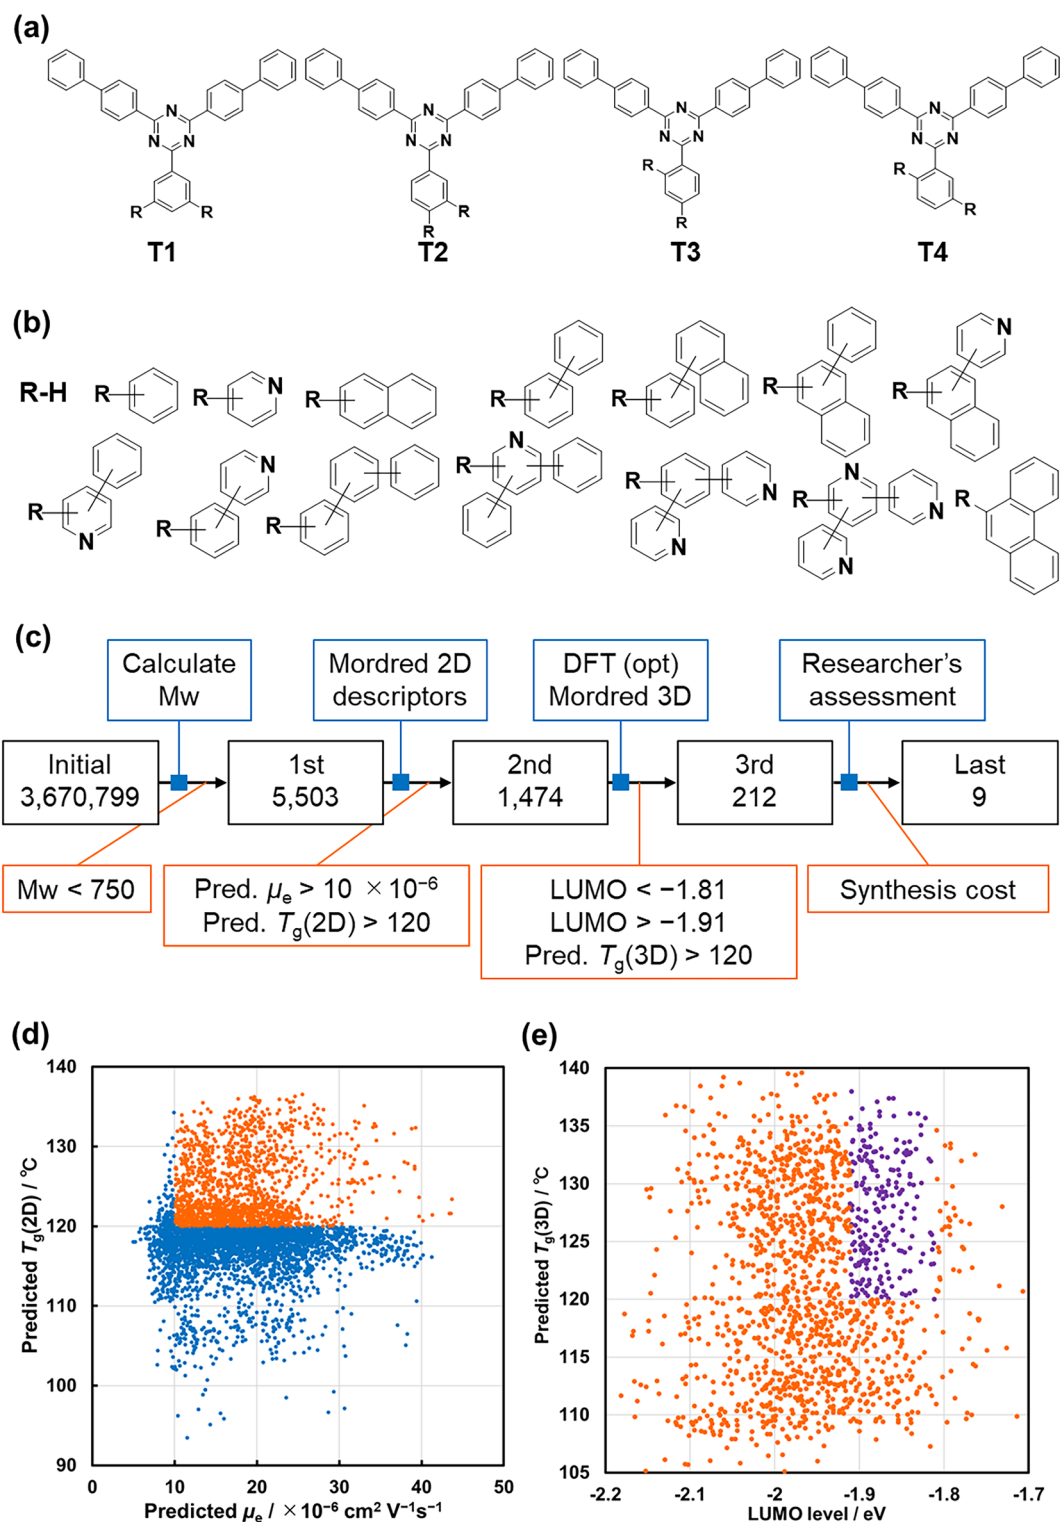 (a)
N N N N
N N N N N N N N
R R R R
R R R R
T1 T2 T3 T4
(b)
R-H R R N R R R R R N
R N R N R R N R N N R N N N R
(c)
Calculate Mw
Mordred 2D descriptors
DFT (opt) Mordred 3D
Researcher's assessment
Initial 3,670,799
1st 5,503
2nd 1,474
3rd 212
Last 9
Mw < 750
Pred. μe > 10 ×10−6
Pred. Tg(2D) > 120
LUMO < −1.81
LUMO > −1.91
Pred. Tg(3D) > 120
Synthesis cost
(d)
Predicted Tg(2D) / °C
140
130
120
110
100
90
0 10 20 30 40 50
Predicted μe / ×10−6 cm2 V−1s−1
(e)
Predicted Tg(3D) / °C
140
135
130
125
120
115
110
105
-2.2 -2.1 -2 -1.9 -1.8 -1.7
LUMO level / eV